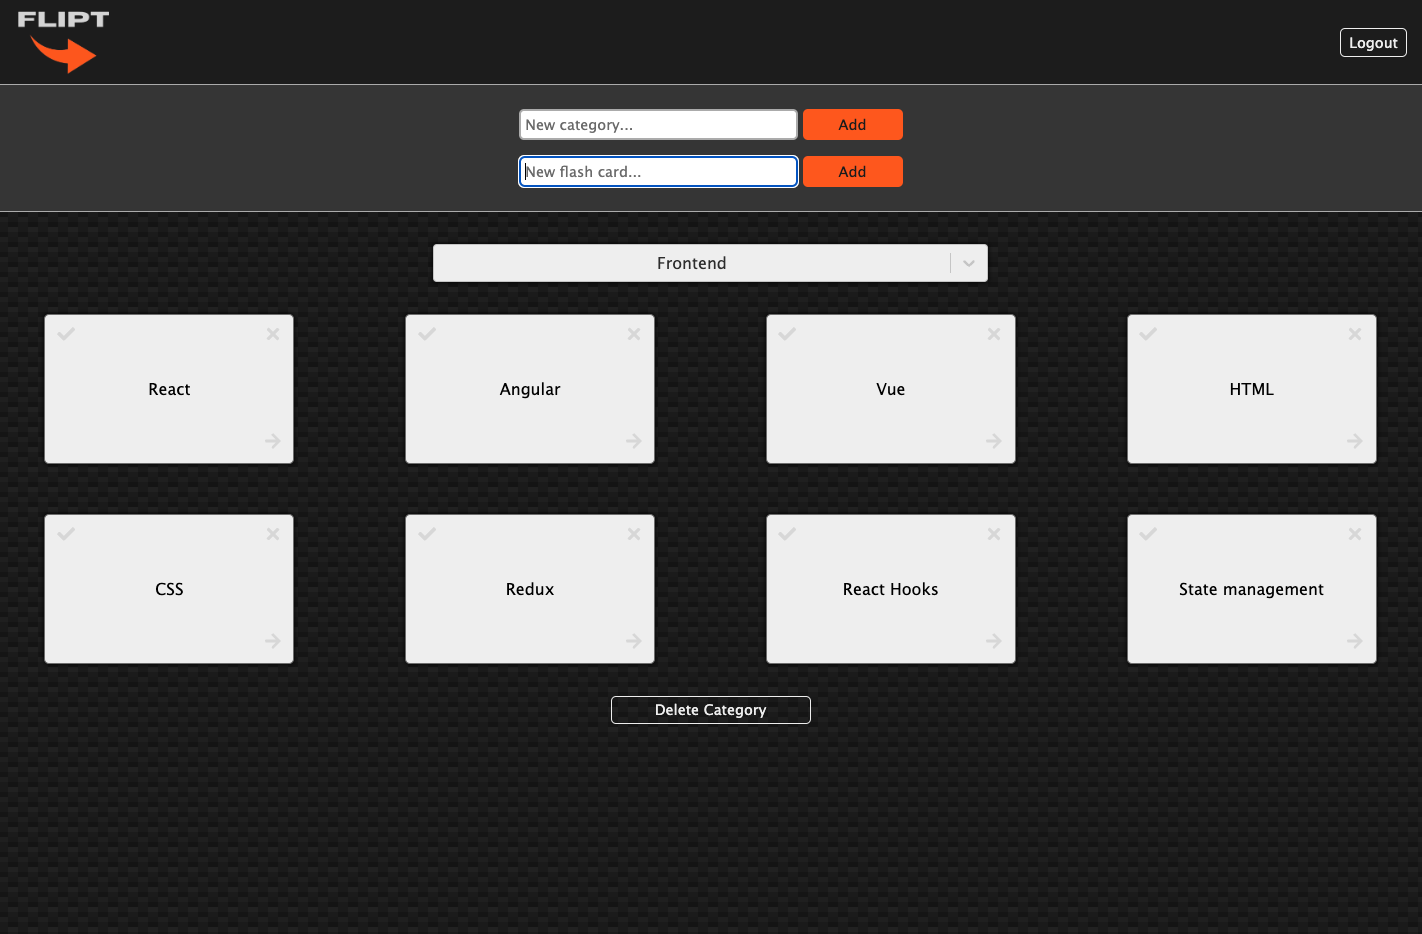 FLIPT
Logout
New category...
Add
New flash card...
Add
Frontend
React
Angular
Vue
HTML
CSS
Redux
React Hooks
State management
Delete Category